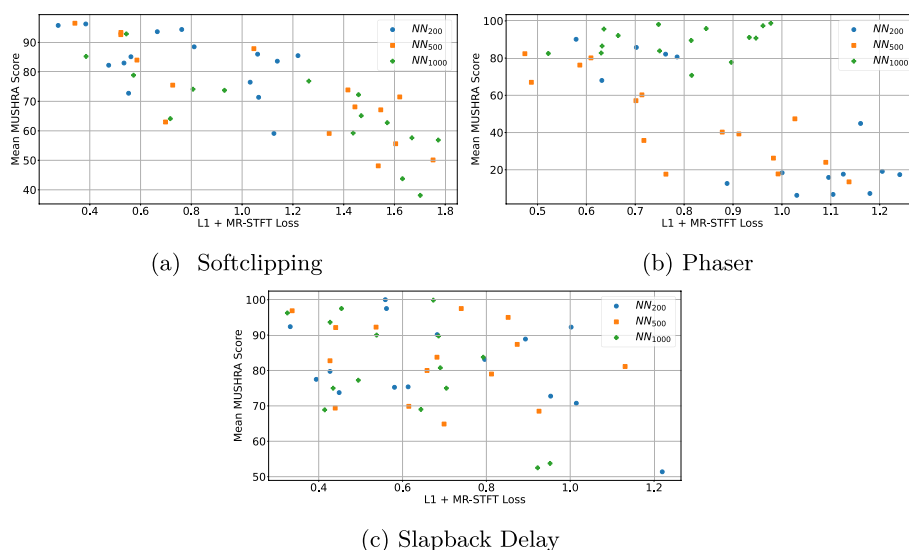 Mean MUSHRA Score
90
80
70
60
50
40
0.4 0.6 0.8 1.0 1.2 1.4 1.6 1.8
L1 + MR-STFT Loss
NN200
NN500
NN1000
(a) Softclipping
Mean MUSHRA Score
100
80
60
40
20
0.5 0.6 0.7 0.8 0.9 1.0 1.1 1.2
L1 + MR-STFT Loss
NN200
NN500
NN1000
(b) Phaser
Mean MUSHRA Score
100
90
80
70
60
50
0.4 0.6 0.8 1.0 1.2
L1 + MR-STFT Loss
NN200
NN500
NN1000
(c) Slapback Delay